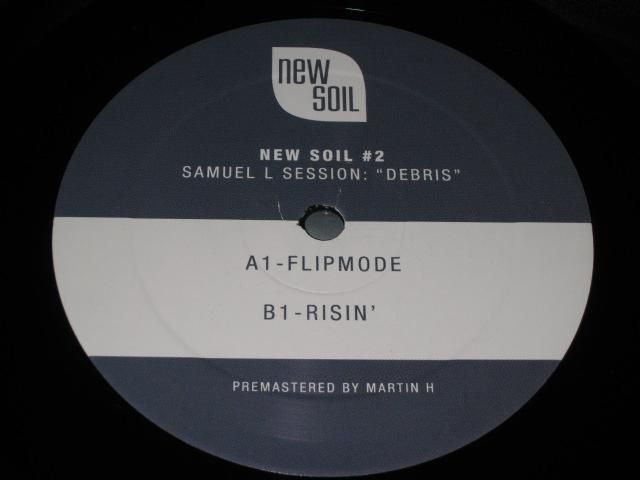 new
SOIL
NEW SOIL #2
SAMUEL L SESSION: "DEBRIS"
A1-FLIPMODE
B1-RISIN'
PREMASTERED BY MARTIN H